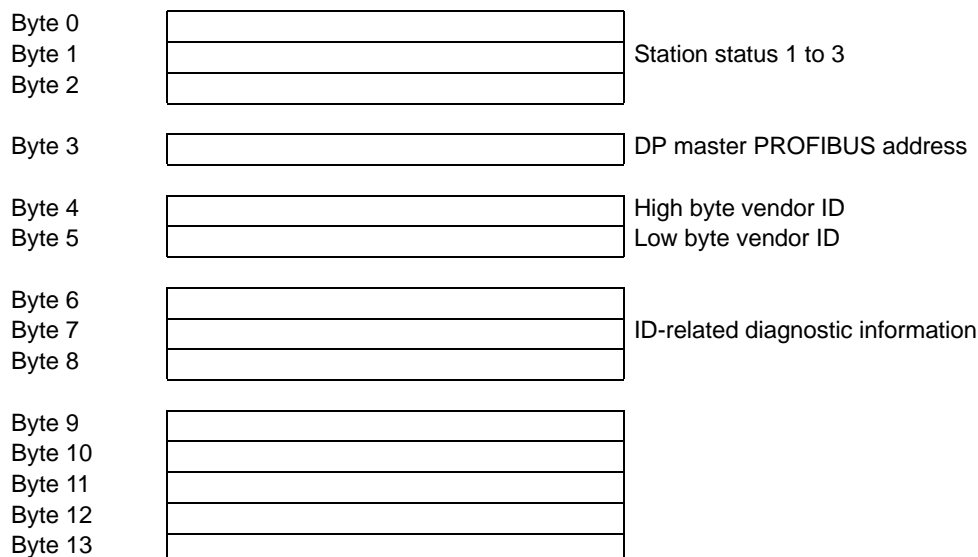 Byte 0
Byte 1 Station status 1 to 3
Byte 2
Byte 3 DP master PROFIBUS address
Byte 4 High byte vendor ID
Byte 5 Low byte vendor ID
Byte 6
Byte 7 ID-related diagnostic information
Byte 8
Byte 9
Byte 10
Byte 11
Byte 12
Byte 13